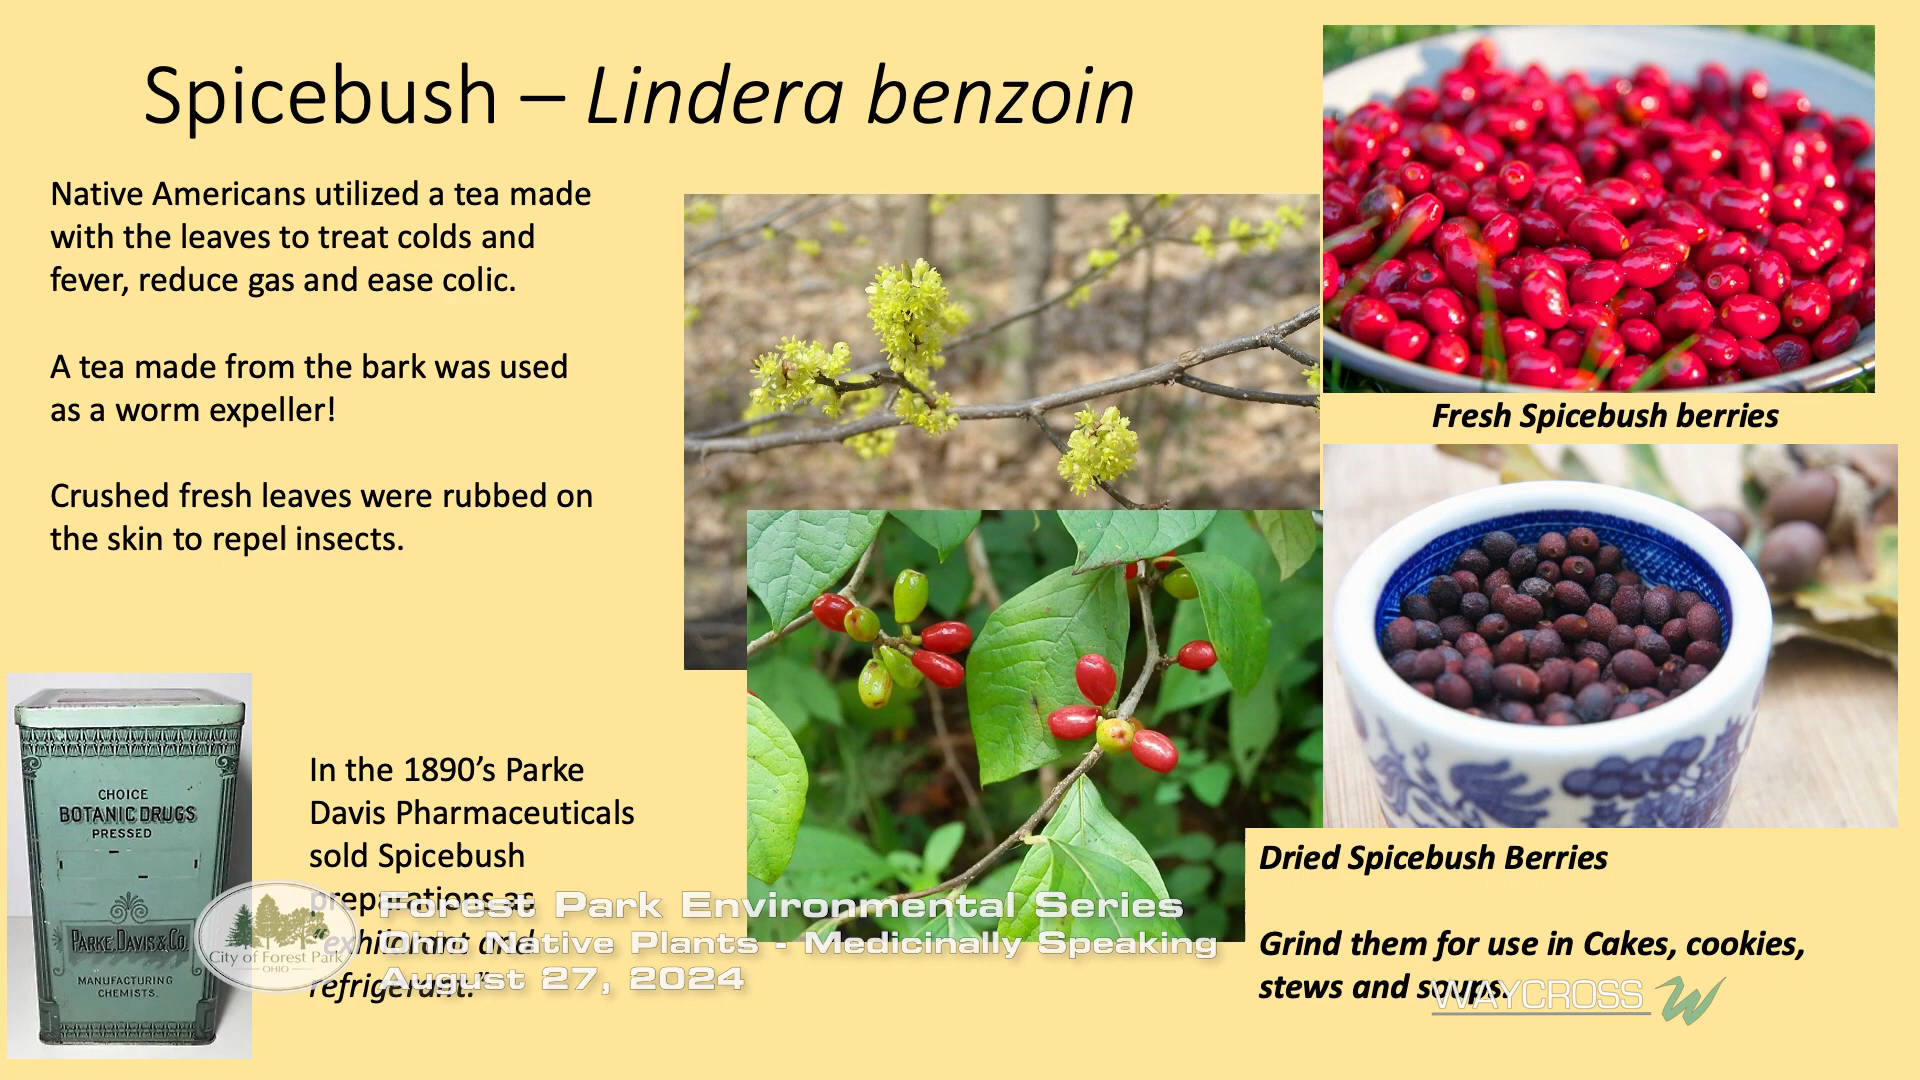 Spicebush – Lindera benzoin
Native Americans utilized a tea made
with the leaves to treat colds and
fever, reduce gas and ease colic.
A tea made from the bark was used
as a worm expeller!
Crushed fresh leaves were rubbed on
the skin to repel insects.
Fresh Spicebush berries
CHOICE
BOTANIC DRUGS
PRESSED
PARKE, DAVIS & CO.
MANUFACTURING
CHEMISTS.
In the 1890's Parke
Davis Pharmaceuticals
sold Spicebush
preparations as
“exhilarant and
refrigerant.”
Dried Spicebush Berries
Grind them for use in Cakes, cookies,
stews and soups.
City of Forest Park
OHIO
Forest Park Environmental Series
Ohio Native Plants - Medicinally Speaking
August 27, 2024
WAYCROSS